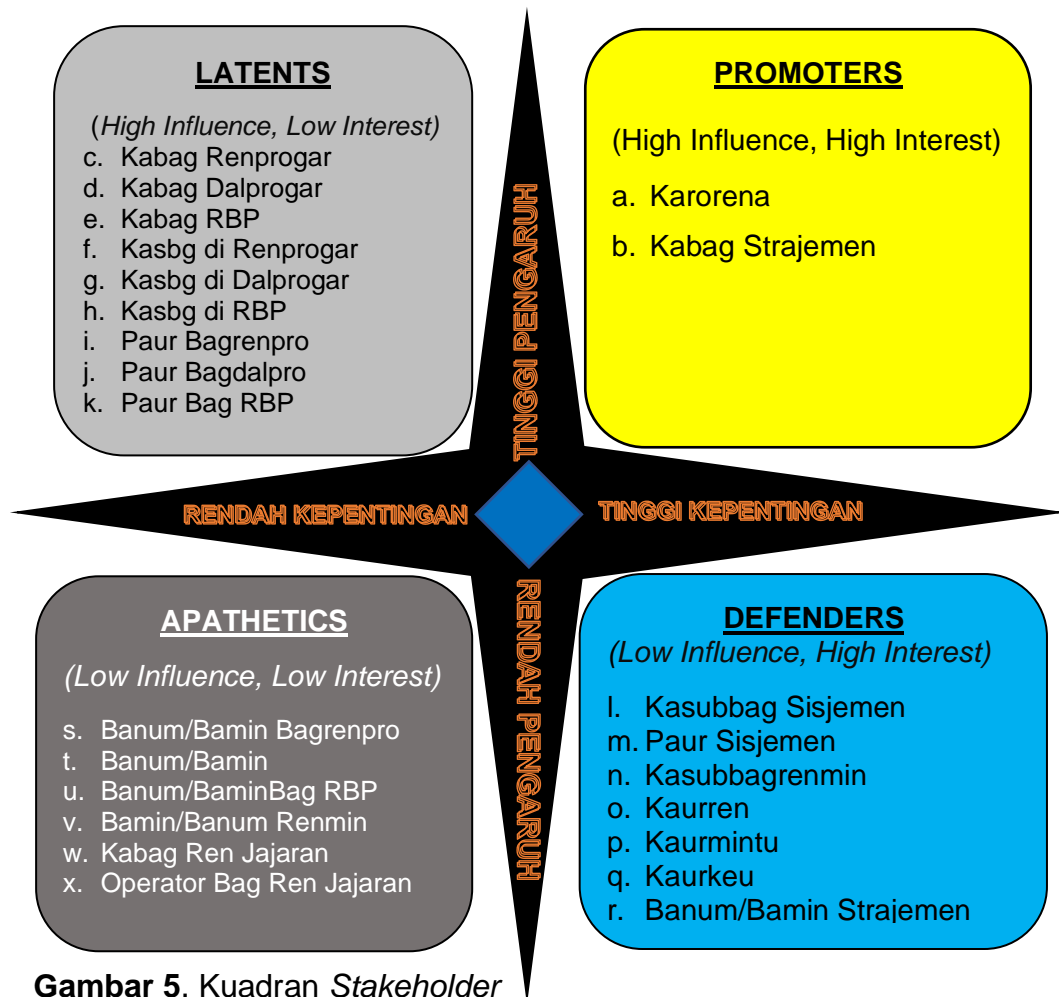 LATENTS
(High Influence, Low Interest)
c. Kabag Renprogar
d. Kabag Dalprogar
e. Kabag RBP
f. Kasbg di Renprogar
g. Kasbg di Dalprogar
h. Kasbg di RBP
i. Paur Bagrenpro
j. Paur Bagdalpro
k. Paur Bag RBP
PROMOTERS
(High Influence, High Interest)
a. Karorena
b. Kabag Strajemen
TINGGI PENGARUH
RENDAH KEPENTINGAN
TINGGI KEPENTINGAN
RENDAH PENGARUH
APATHETICS
(Low Influence, Low Interest)
s. Banum/Bamin Bagrenpro
t. Banum/Bamin
u. Banum/BaminBag RBP
v. Bamin/Banum Renmin
w. Kabag Ren Jajaran
x. Operator Bag Ren Jajaran
DEFENDERS
(Low Influence, High Interest)
l. Kasubbag Sisjemen
m. Paur Sisjemen
n. Kasubbagrenmin
o. Kaurren
p. Kaurmintu
q. Kaurkeu
r. Banum/Bamin Strajemen
Gambar 5. Kuadran Stakeholder